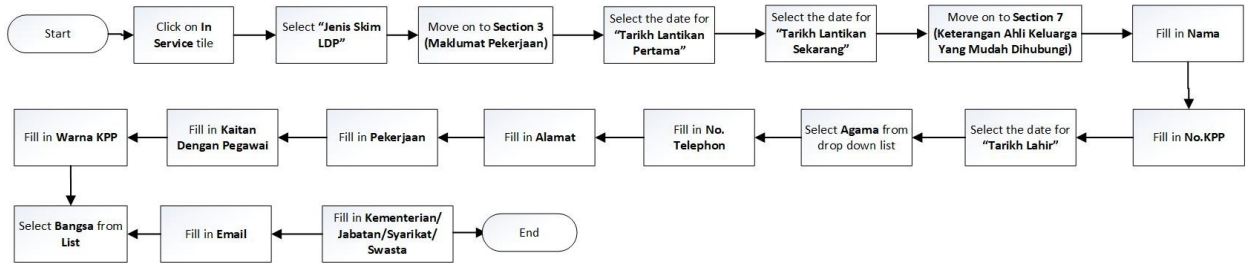 Start
Click on In
Service tile
Select “Jenis Skim
LDP”
Move on to Section 3
(Maklumat Pekerjaan)
Select the date for
“Tarikh Lantikan
Pertama”
Select the date for
“Tarikh Lantikan
Sekarang”
Move on to Section 7
(Keterangan Ahli Keluarga
Yang Mudah Dihubungi)
Fill in Nama
Fill in No.KPP
Select the date for
“Tarikh Lahir”
Select Agama from
drop down list
Fill in No.
Telephon
Fill in Alamat
Fill in Pekerjaan
Fill in Kaitan
Dengan Pegawai
Fill in Warna KPP
Select Bangsa from
List
Fill in Email
Fill in Kementerian/
Jabatan/Syarikat/
Swasta
End